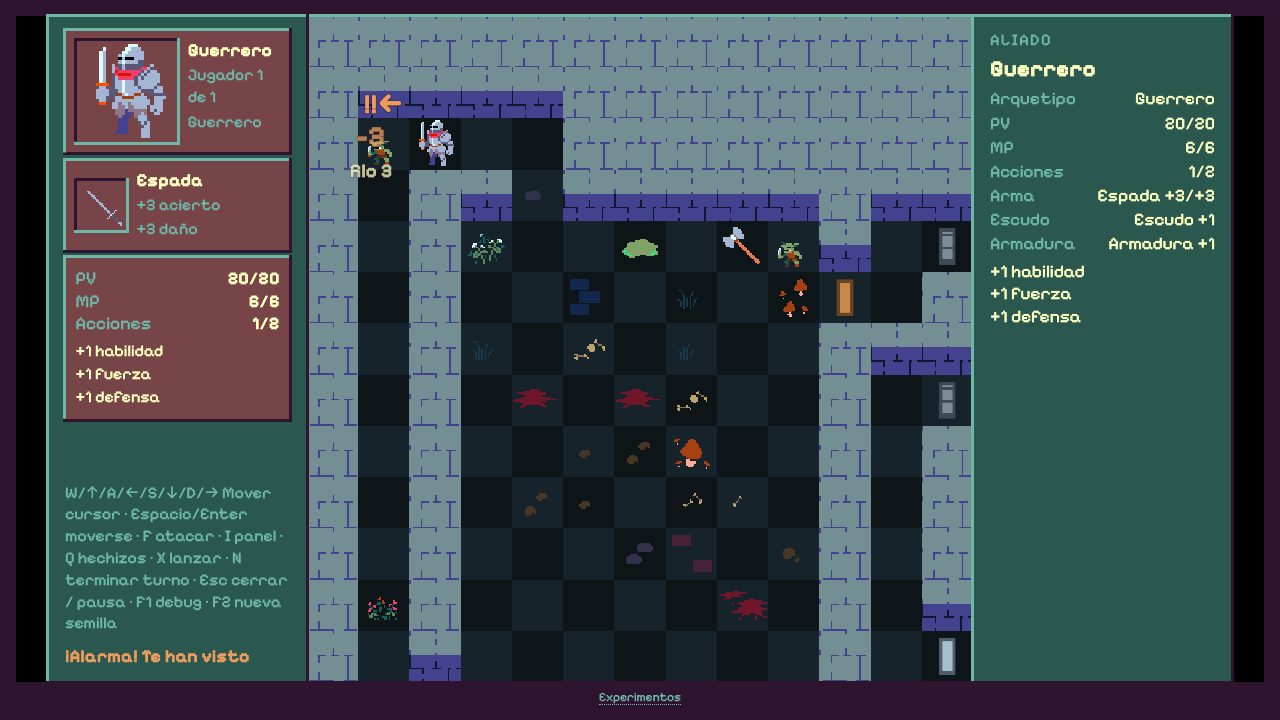 Guerrero
Jugador 1
de 1
Guerrero
Espada
+3 acierto
+3 daño
PV 20/20
MP 6/6
Acciones 1/2
+1 habilidad
+1 fuerza
+1 defensa
W/↑/A/←/S/↓/D/→ Mover
cursor · Espacio/Enter
moverse · F atacar · I panel ·
Q hechizos · X lanzar · N
terminar turno · Esc cerrar
/ pausa · F1 debug · F2 nueva
semilla
¡Alarma! Te han visto
!!←
Alo 3
ALIADO
Guerrero
Arquetipo Guerrero
PV 20/20
MP 6/6
Acciones 1/2
Arma Espada +3/+3
Escudo Escudo +1
Armadura Armadura +1
+1 habilidad
+1 fuerza
+1 defensa
Experimentos